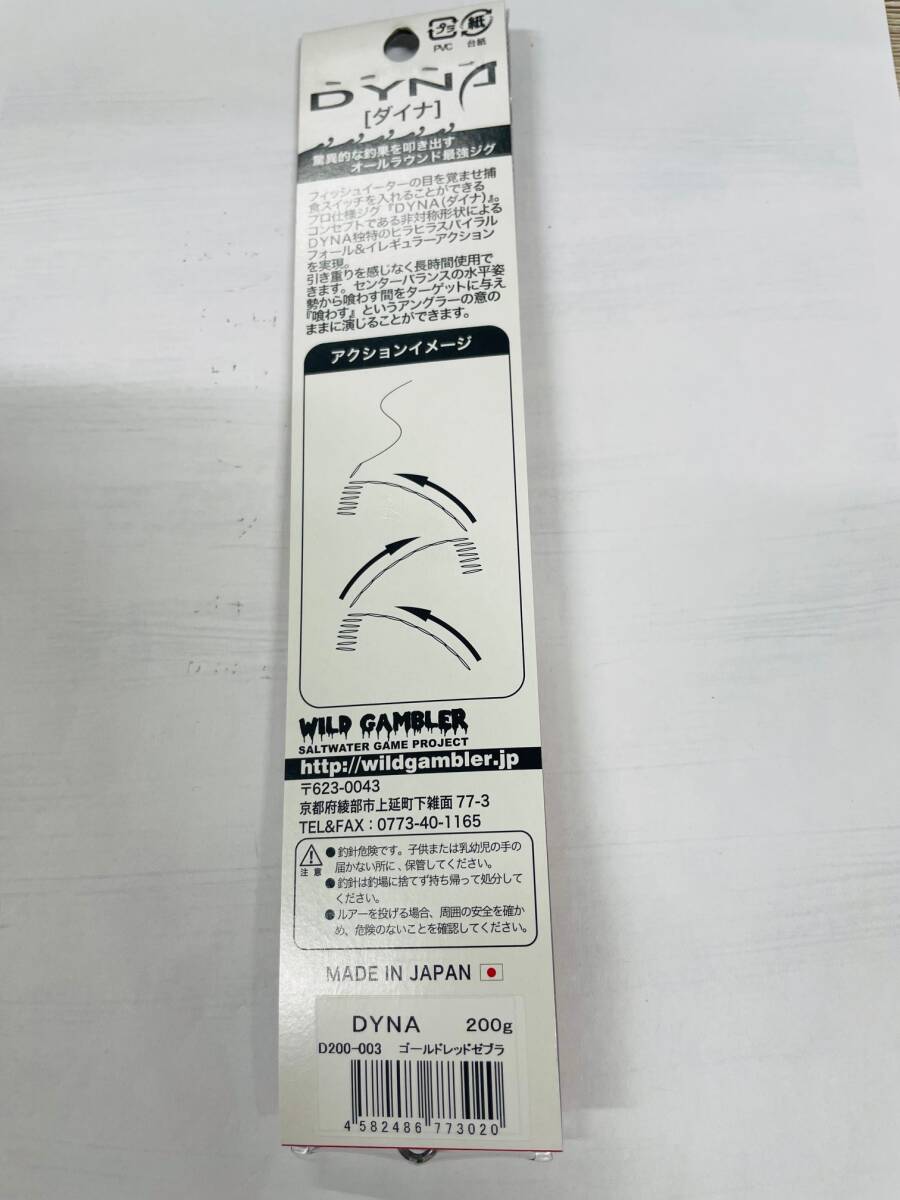 プラ
紙
PVC
台紙
DYNA
[ダイナ]
驚異的な釣果を叩き出す
オールラウンド最強ジグ
フィッシュイーターの目を覚ませ捕
食スイッチを入れることができる
プロ仕様ジグ『DYNA(ダイナ)』。
コンセプトである非対称形状による
DYNA独特のヒラヒラスパイラル
フォール&イレギュラーアクション
を実現。
引き重りを感じなく長時間使用で
きます。センターバランスの水平姿
勢から喰わす間をターゲットに与え
『喰わす』というアングラーの意の
ままに演じることができます。
アクションイメージ
WILD GAMBLER
SALTWATER GAME PROJECT
http://wildgambler.jp
〒623-0043
京都府綾部市上延町下雑面 77-3
TEL&FAX : 0773-40-1165
注意
●釣針危険です。子供または乳幼児の手の
届かない所に、保管してください。
●釣針は釣場に捨てず持ち帰って処分して
ください。
●ルアーを投げる場合、周囲の安全を確か
め、危険のないことを確認してください。
MADE IN JAPAN
DYNA 200g
D200-003 ゴールドレッドゼブラ
4 582486 773020